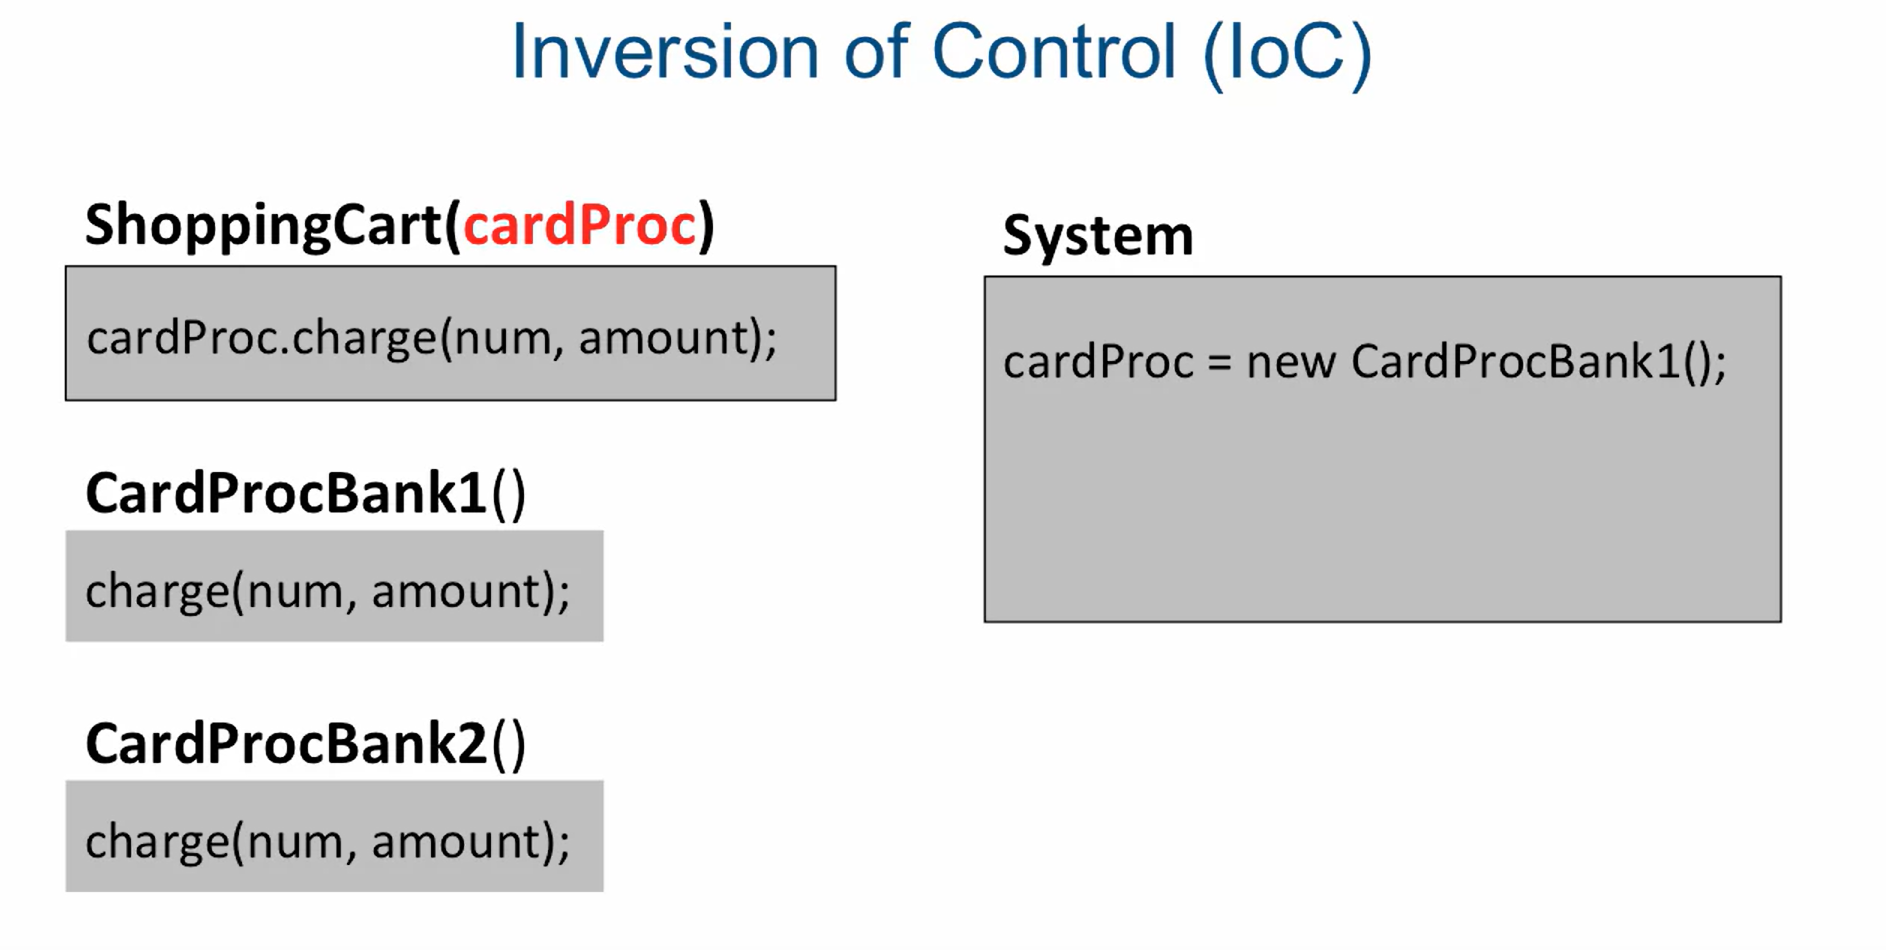 Inversion of Control (IoC)
ShoppingCart(cardProc)
cardProc.charge(num, amount);
CardProcBank1()
charge(num, amount);
CardProcBank2()
charge(num, amount);
System
cardProc = new CardProcBank1();